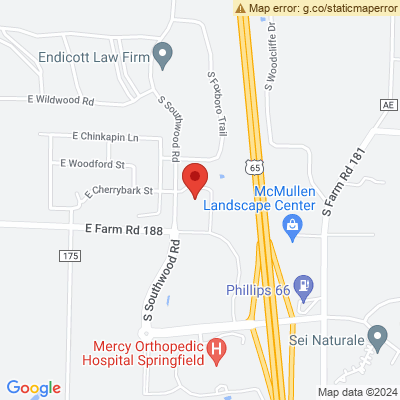 Map error: g.co/staticmaperror
Endicott Law Firm
S Foxboro Trail
S Woodcliffe Dr
E Wildwood Rd
S Southwood Rd
AE
E Chinkapin Ln
E Woodford St
65
S Farm Rd 181
E Cherrybark St
McMullen
Landscape Center
E Farm Rd 188
175
S Southwood Rd
Phillips 66
Mercy Orthopedic
Hospital Springfield
H
Sei Naturale
Google
Map data ©2024